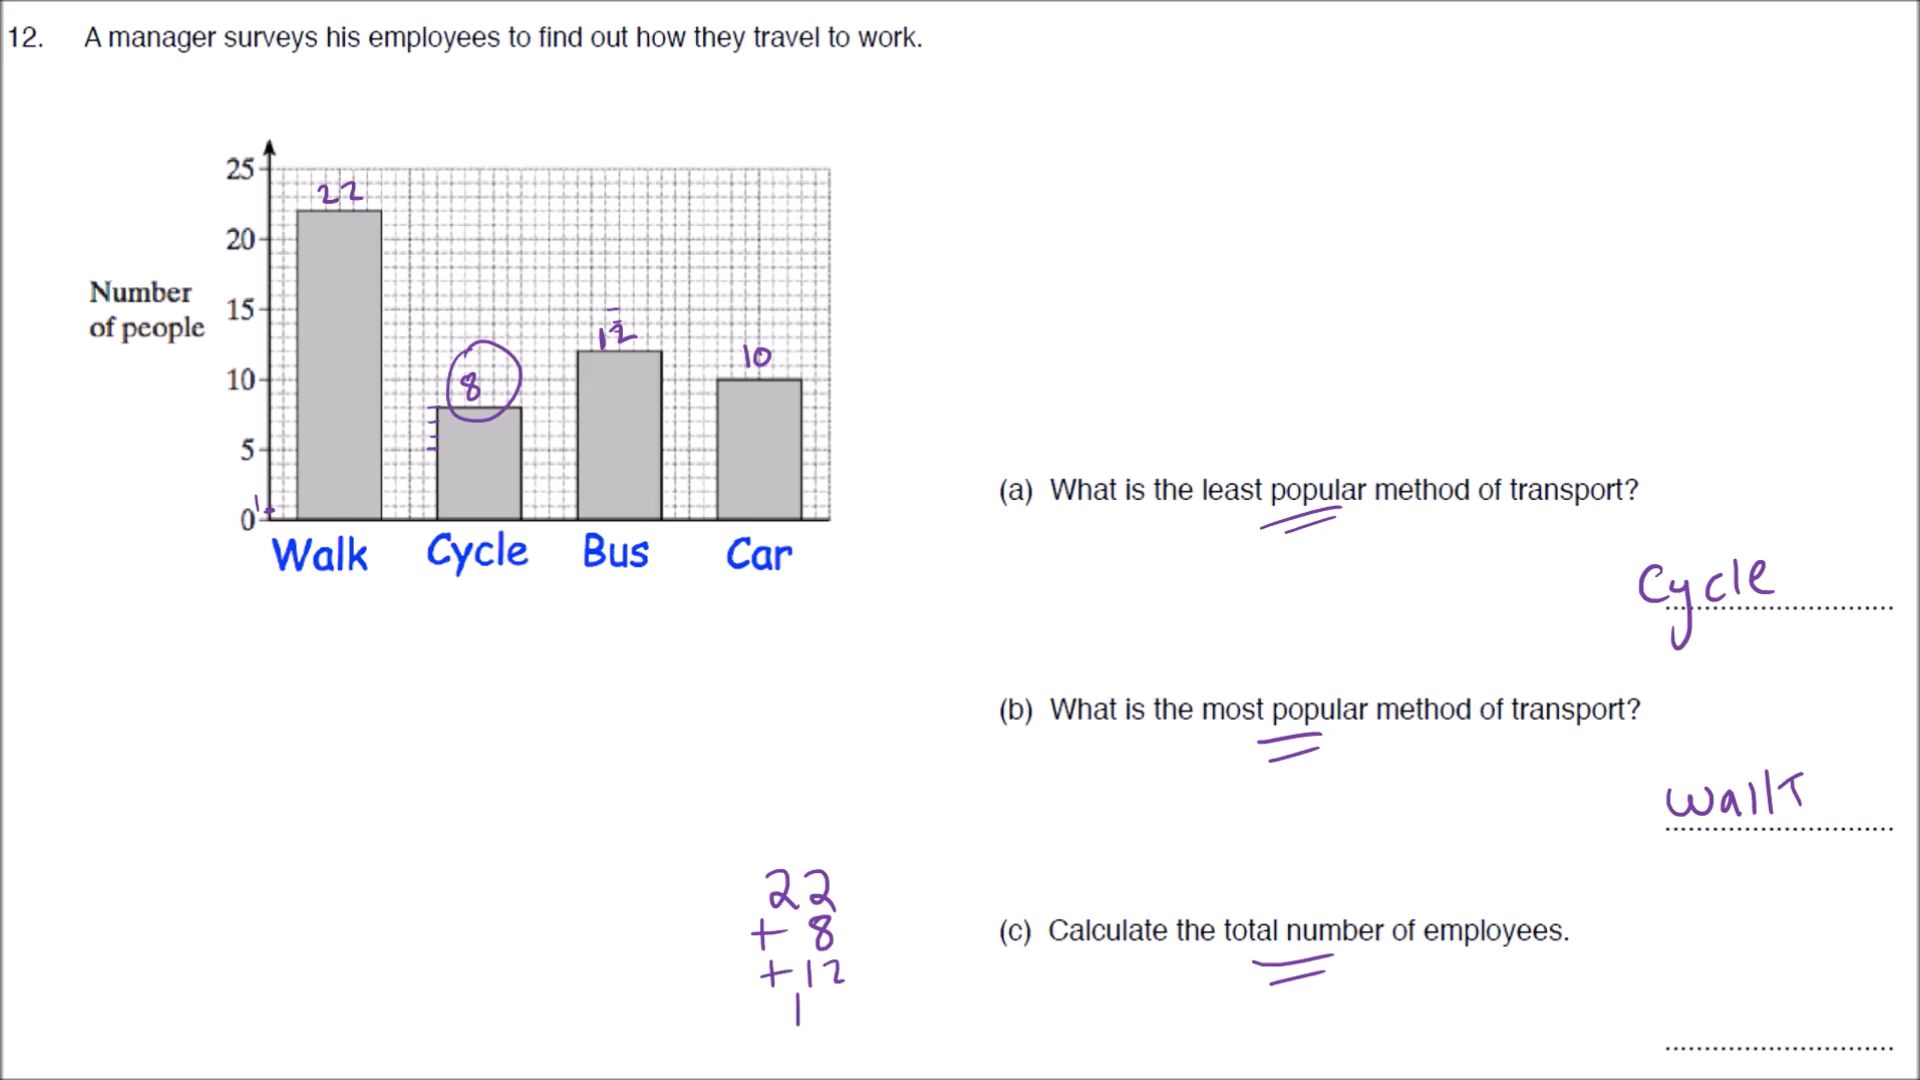 12. A manager surveys his employees to find out how they travel to work.
25
22
20
Number
of people
15
12
10
10
8
5
1
0
Walk Cycle Bus Car
(a) What is the least popular method of transport?
Cycle
(b) What is the most popular method of transport?
Walk
22
+ 8
+ 12
1
(c) Calculate the total number of employees.